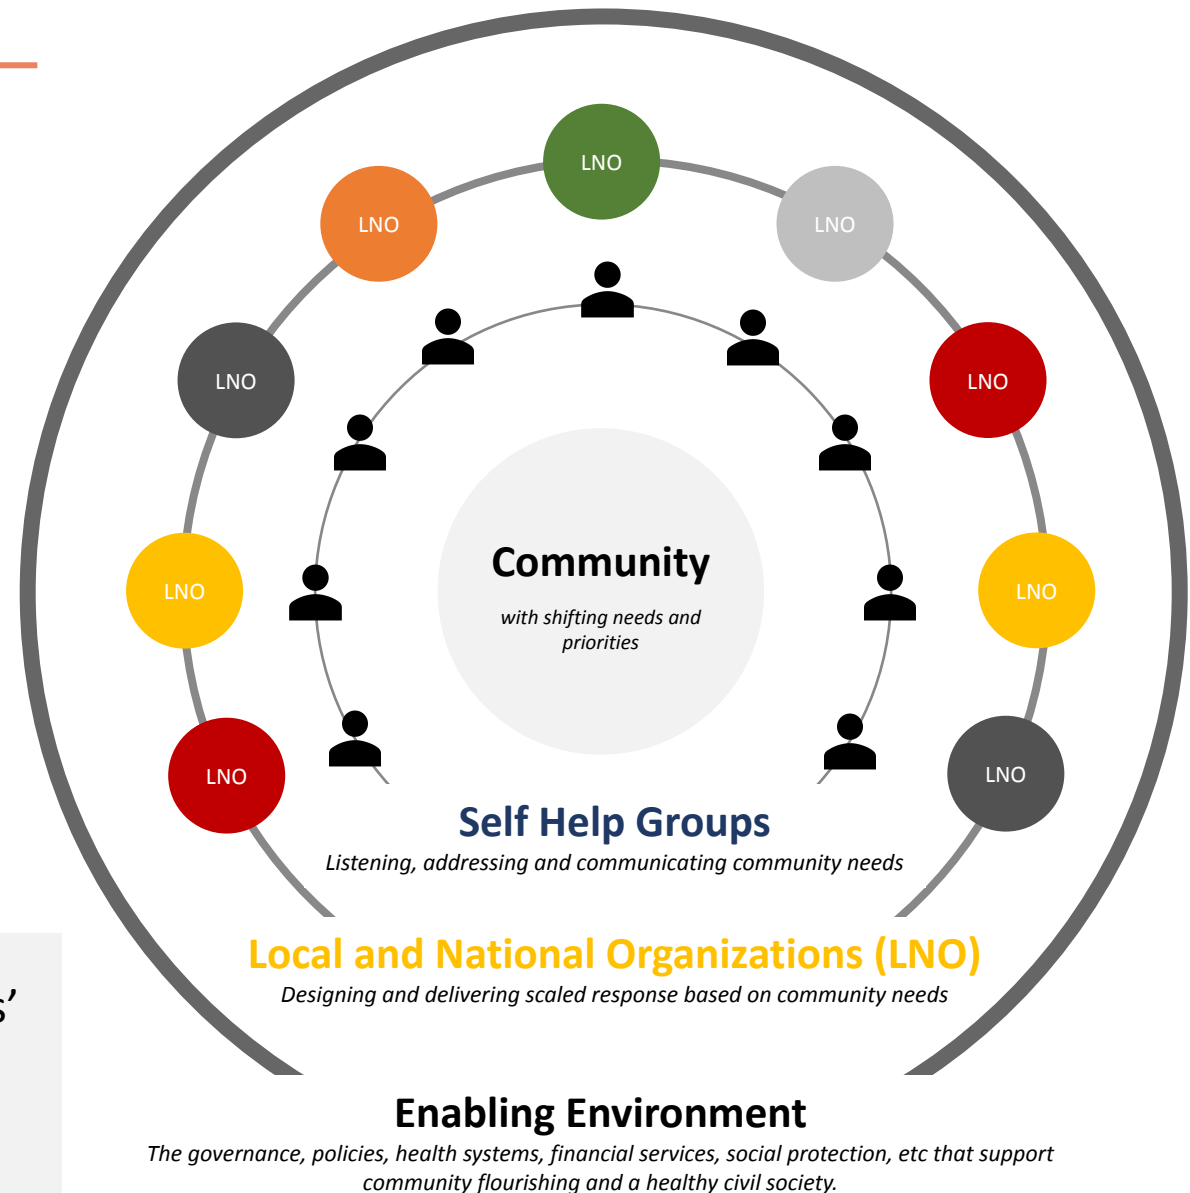 LNO
LNO
LNO
LNO
LNO
LNO
LNO
LNO
LNO
Community
with shifting needs and
priorities
Self Help Groups
Listening, addressing and communicating community needs
Local and National Organizations (LNO)
Designing and delivering scaled response based on community needs
Enabling Environment
The governance, policies, health systems, financial services, social protection, etc that support
community flourishing and a healthy civil society.